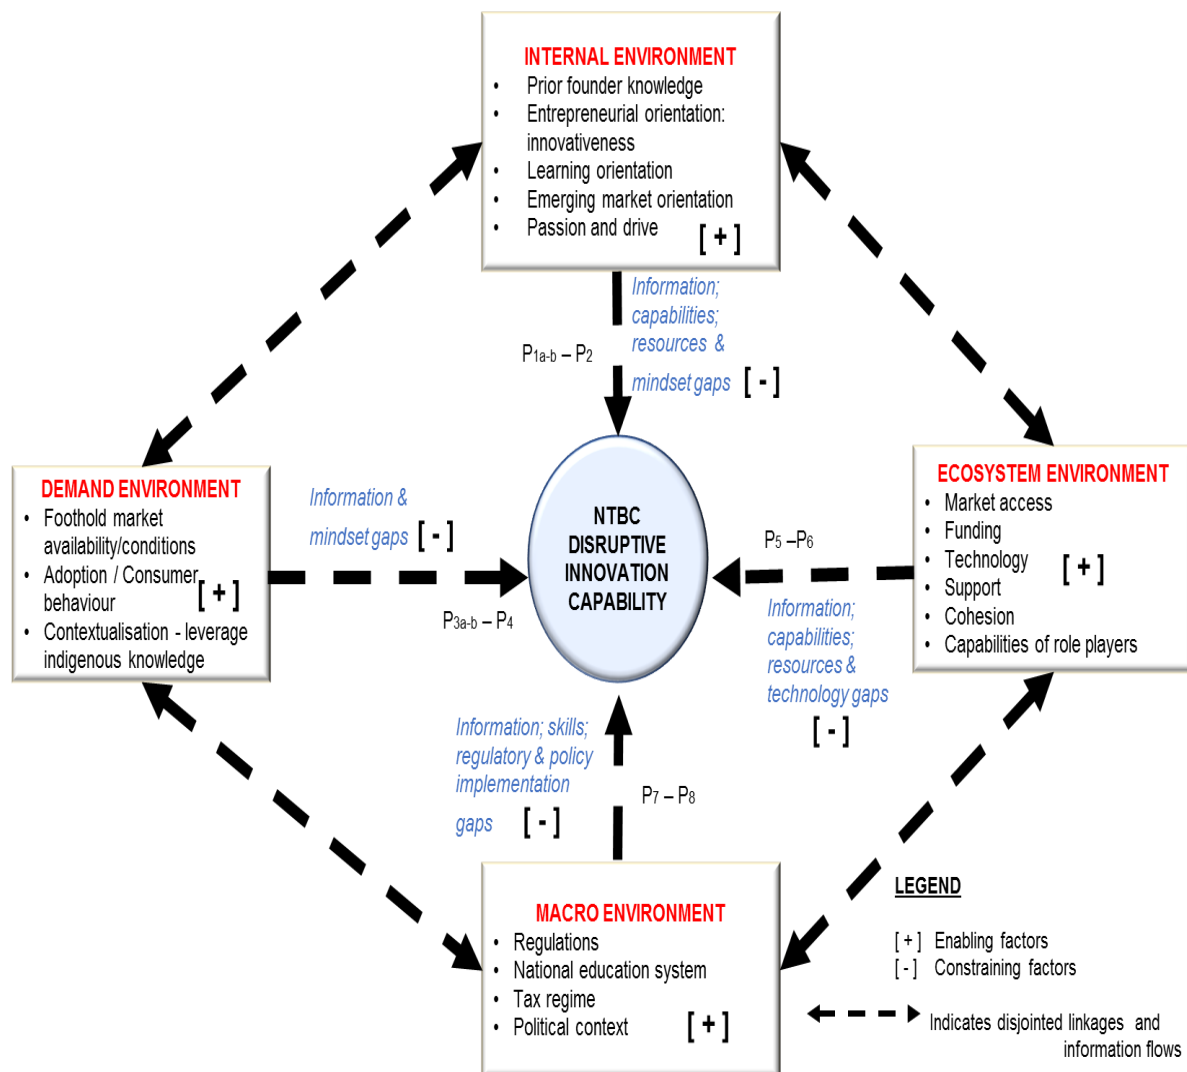 INTERNAL ENVIRONMENT
• Prior founder knowledge
• Entrepreneurial orientation:
innovativeness
• Learning orientation
• Emerging market orientation
• Passion and drive
[ + ]
Information;
capabilities;
resources &
mindset gaps [ - ]
P1a-b – P2
DEMAND ENVIRONMENT
• Foothold market
availability/conditions
• Adoption / Consumer
behaviour
[ + ]
• Contextualisation - leverage
indigenous knowledge
Information &
mindset gaps [ - ]
P3a-b – P4
NTBC
DISRUPTIVE
INNOVATION
CAPABILITY
ECOSYSTEM ENVIRONMENT
• Market access
• Funding
• Technology
[ + ]
• Support
• Cohesion
• Capabilities of role players
P5 –P6
Information;
capabilities;
resources &
technology gaps
[ - ]
Information; skills;
regulatory & policy
implementation
gaps [ - ]
P7 – P8
MACRO ENVIRONMENT
• Regulations
• National education system
• Tax regime
• Political context
[ + ]
LEGEND
[ + ] Enabling factors
[ - ] Constraining factors
Indicates disjointed linkages and
information flows